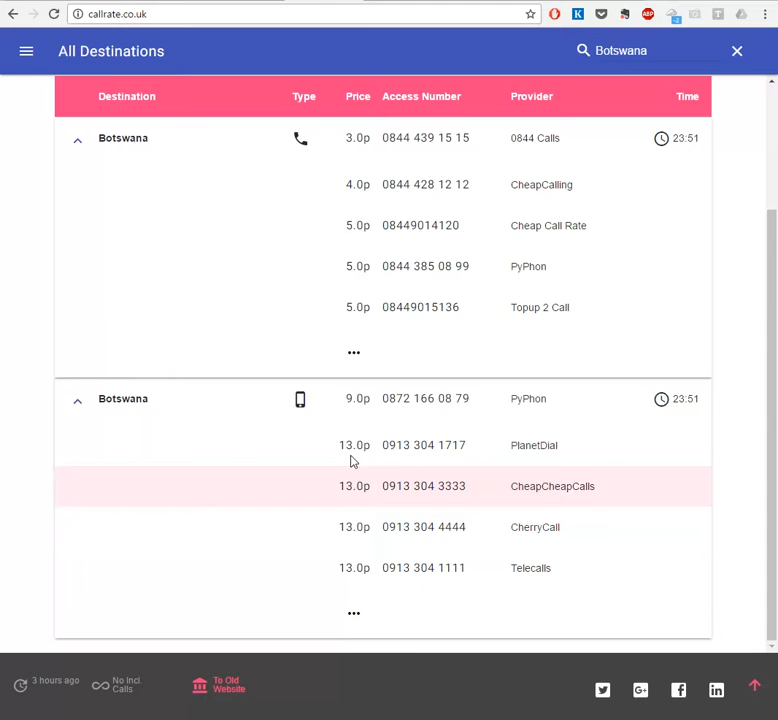 callrate.co.uk
All Destinations
Botswana
Destination Type Price Access Number Provider Time
Botswana 3.0p 0844 439 15 15 0844 Calls 23:51
4.0p 0844 428 12 12 CheapCalling
5.0p 08449014120 Cheap Call Rate
5.0p 0844 385 08 99 PyPhon
5.0p 08449015136 Topup 2 Call
Botswana 9.0p 0872 166 08 79 PyPhon 23:51
13.0p 0913 304 1717 PlanetDial
13.0p 0913 304 3333 CheapCheapCalls
13.0p 0913 304 4444 CherryCall
13.0p 0913 304 1111 Telecalls
3 hours ago
No Incl
Calls
To Old
Website